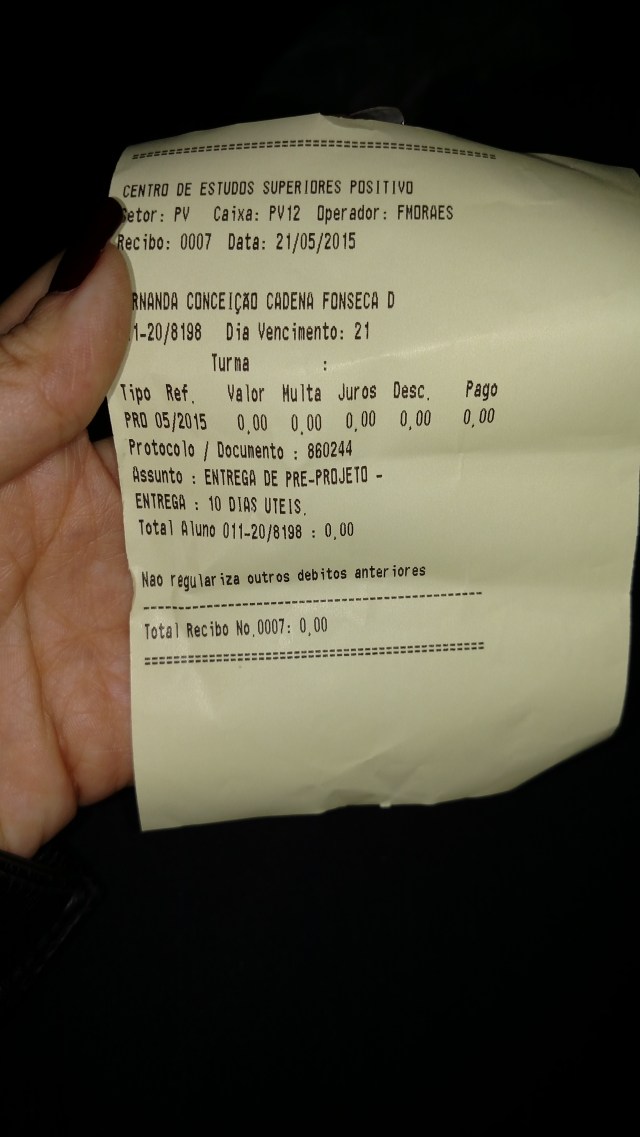 ============================================
CENTRO DE ESTUDOS SUPERIORES POSITIVO
Setor: PV Caixa: PV12 Operador: FMORAES
Recibo: 0007 Data: 21/05/2015
RNANDA CONCEIÇÃO CADENA FONSECA D
1-20/8198 Dia Vencimento: 21
Turma :
Tipo Ref. Valor Multa Juros Desc. Pago
PRO 05/2015 0,00 0,00 0,00 0,00 0,00
Protocolo / Documento : 860244
Assunto : ENTREGA DE PRE-PROJETO -
ENTREGA : 10 DIAS UTEIS.
Total Aluno 011-20/8198 : 0,00
Nao regulariza outros debitos anteriores
--------------------------------------------
Total Recibo No.0007: 0,00
============================================